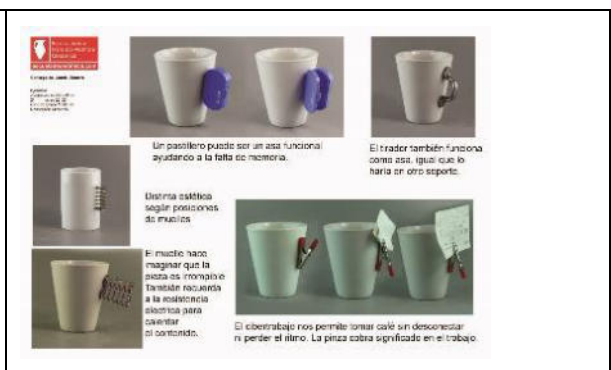 Un pastillero puede ser un asa funcional
ayudando a la falta de memoria.
El tirador también funciona
como asa, igual que lo
haría en otro soporte.
Distinta estética
según posiciones
de muelles
El muelle hace
imaginar que la
pieza es irrompible
También recuerda
a la resistencia
electrica para
calentar
el contenido.
El cibertrabajo nos permite tomar café sin desconectar
ni perder el ritmo. La pinza cobra significado en el trabajo.